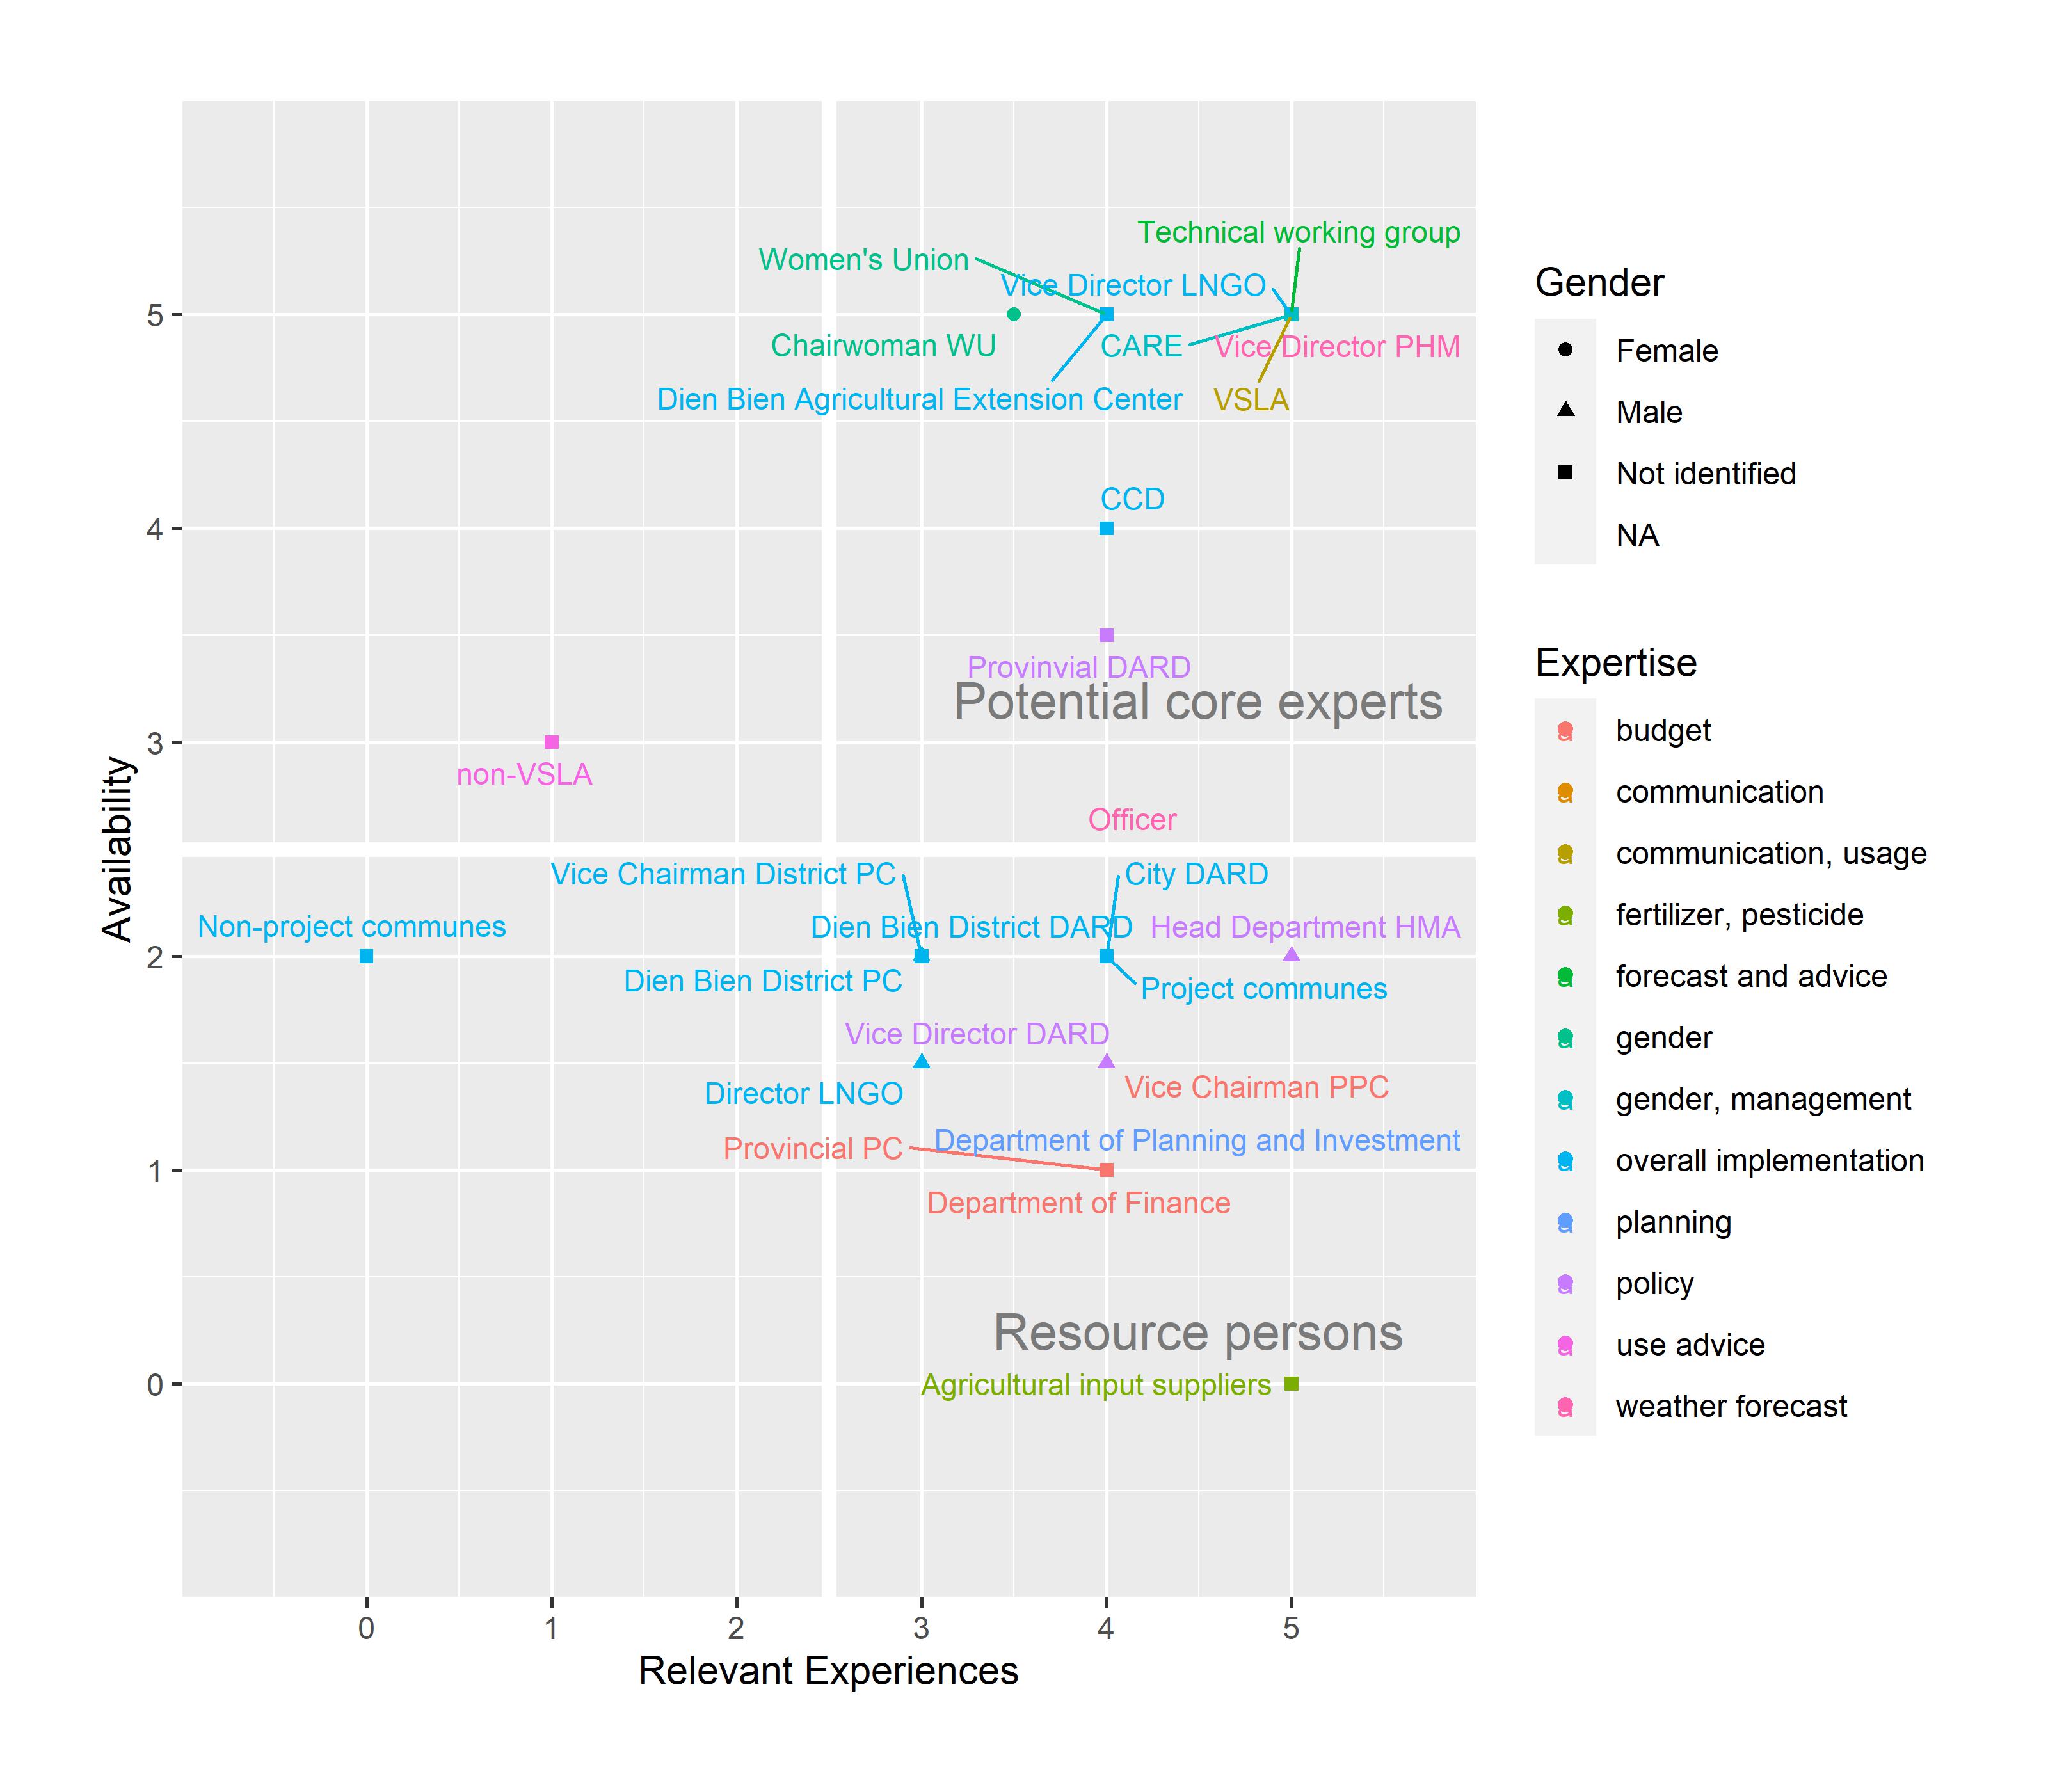 Technical working group
Women's Union
Vice Director LNGO
5
Chairwoman WU
CARE
Vice Director PHM
Dien Bien Agricultural Extension Center
VSLA
CCD
4
Provinvial DARD
Potential core experts
3
non-VSLA
Officer
Availability
Vice Chairman District PC
City DARD
Non-project communes
Dien Bien District DARD
Head Department HMA
2
Dien Bien District PC
Project communes
Vice Director DARD
Director LNGO
Vice Chairman PPC
Provincial PC
Department of Planning and Investment
1
Department of Finance
Resource persons
0
Agricultural input suppliers
0 1 2 3 4 5
Relevant Experiences
Gender
Female
Male
Not identified
NA
Expertise
a budget
a communication
a communication, usage
a fertilizer, pesticide
a forecast and advice
a gender
a gender, management
a overall implementation
a planning
a policy
a use advice
a weather forecast